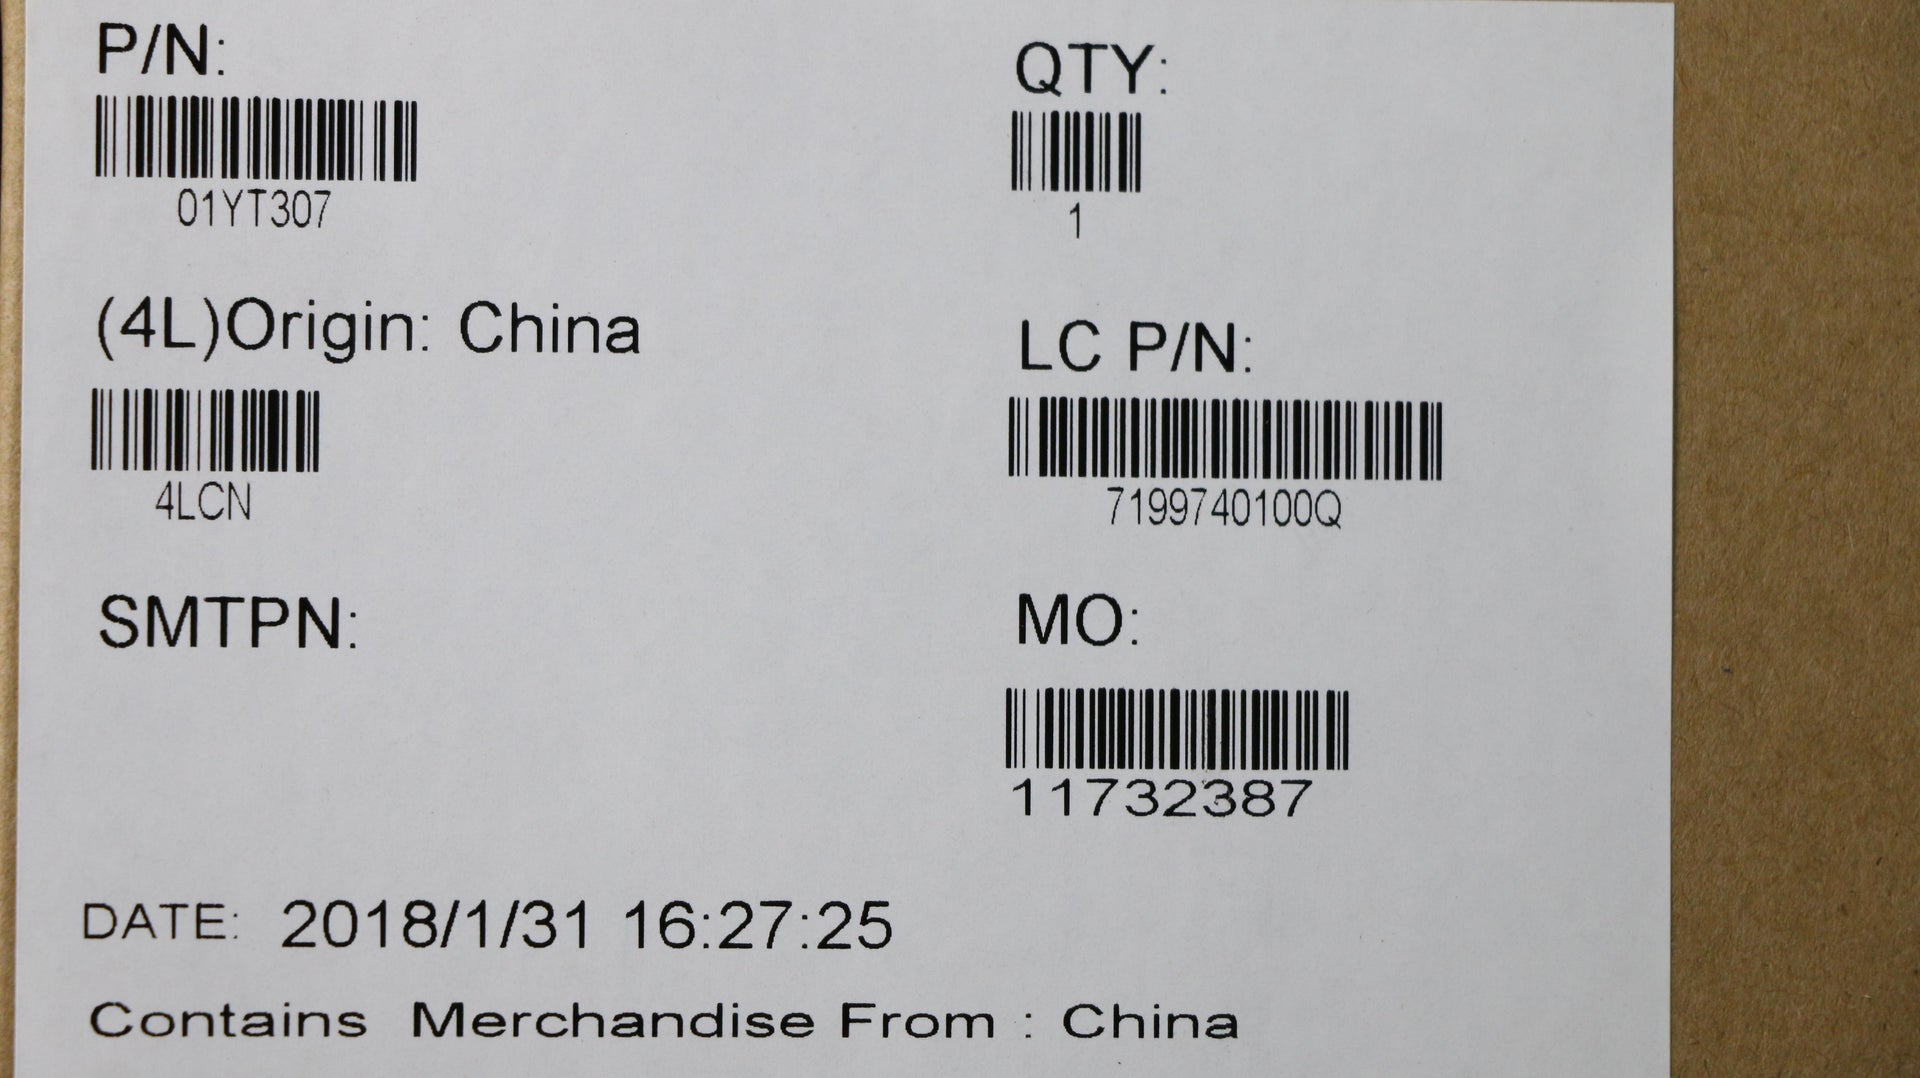 P/N:
01YT307
QTY:
1
(4L)Origin: China
4LCN
LC P/N:
7199740100Q
SMTPN:
MO:
11732387
DATE: 2018/1/31 16:27:25
Contains Merchandise From : China